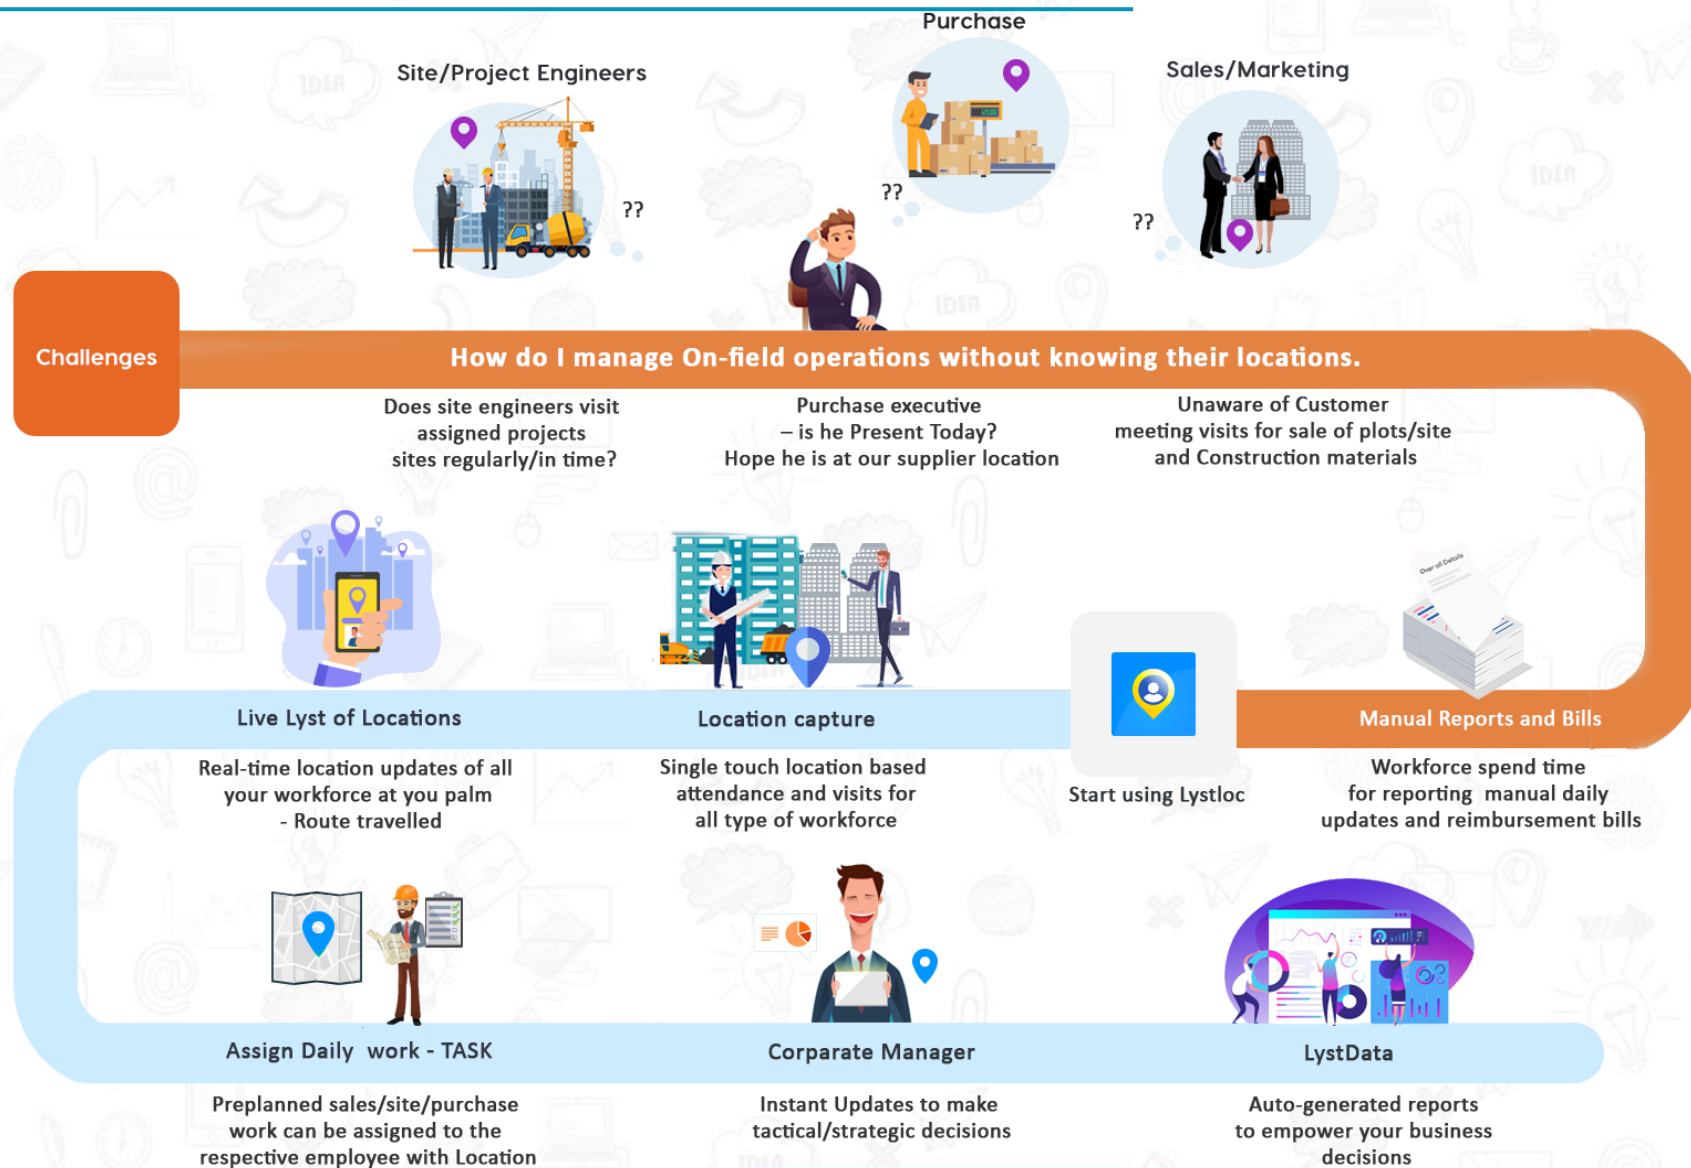 Purchase
Site/Project Engineers
Sales/Marketing
??
??
??
Challenges
How do I manage On-field operations without knowing their locations.
Does site engineers visit
assigned projects
sites regularly/in time?
Purchase executive
– is he Present Today?
Hope he is at our supplier location
Unaware of Customer
meeting visits for sale of plots/site
and Construction materials
Over all Details
Manual Reports and Bills
Workforce spend time
for reporting manual daily
updates and reimbursement bills
Start using Lystloc
Location capture
Single touch location based
attendance and visits for
all type of workforce
Live Lyst of Locations
Real-time location updates of all
your workforce at you palm
- Route travelled
Assign Daily work - TASK
Preplanned sales/site/purchase
work can be assigned to the
respective employee with Location
Corparate Manager
Instant Updates to make
tactical/strategic decisions
LystData
Auto-generated reports
to empower your business
decisions
IDEA
IDEA
IDEA
IDEA